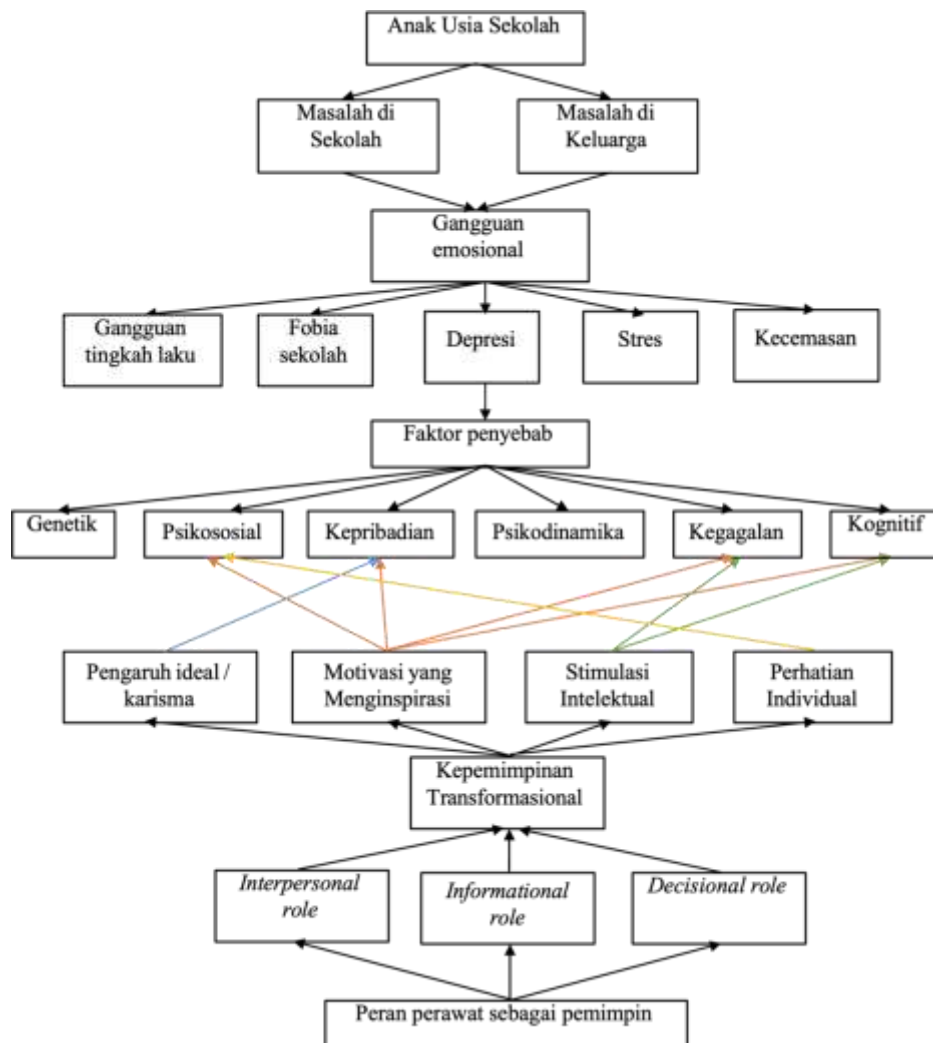 Anak Usia Sekolah
Masalah di
Sekolah
Masalah di
Keluarga
Gangguan
emosional
Gangguan
tingkah laku
Fobia
sekolah
Depresi
Stres
Kecemasan
Faktor penyebab
Genetik
Psikososial
Kepribadian
Psikodinamika
Kegagalan
Kognitif
Pengaruh ideal /
karisma
Motivasi yang
Menginspirasi
Stimulasi
Intelektual
Perhatian
Individual
Kepemimpinan
Transformasional
Interpersonal
role
Informational
role
Decisional role
Peran perawat sebagai pemimpin